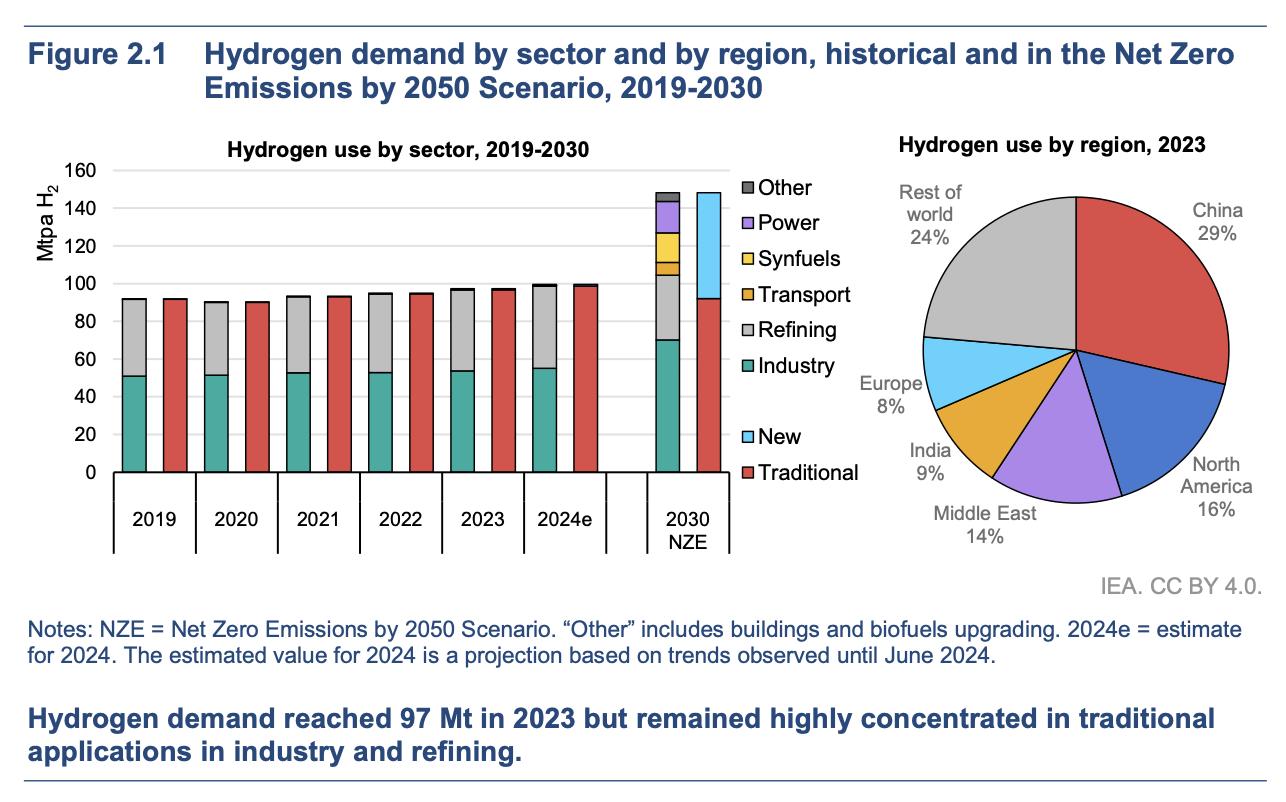 Figure 2.1 Hydrogen demand by sector and by region, historical and in the Net Zero
Emissions by 2050 Scenario, 2019-2030
Hydrogen use by sector, 2019-2030
Mtpa H₂
160
140
120
100
80
60
40
20
0
2019
2020
2021
2022
2023
2024e
2030
NZE
Other
Power
Synfuels
Transport
Refining
Industry
New
Traditional
Hydrogen use by region, 2023
Rest of
world
24%
China
29%
Europe
8%
India
9%
Middle East
14%
North
America
16%
IEA. CC BY 4.0.
Notes: NZE = Net Zero Emissions by 2050 Scenario. “Other” includes buildings and biofuels upgrading. 2024e = estimate
for 2024. The estimated value for 2024 is a projection based on trends observed until June 2024.
Hydrogen demand reached 97 Mt in 2023 but remained highly concentrated in traditional
applications in industry and refining.